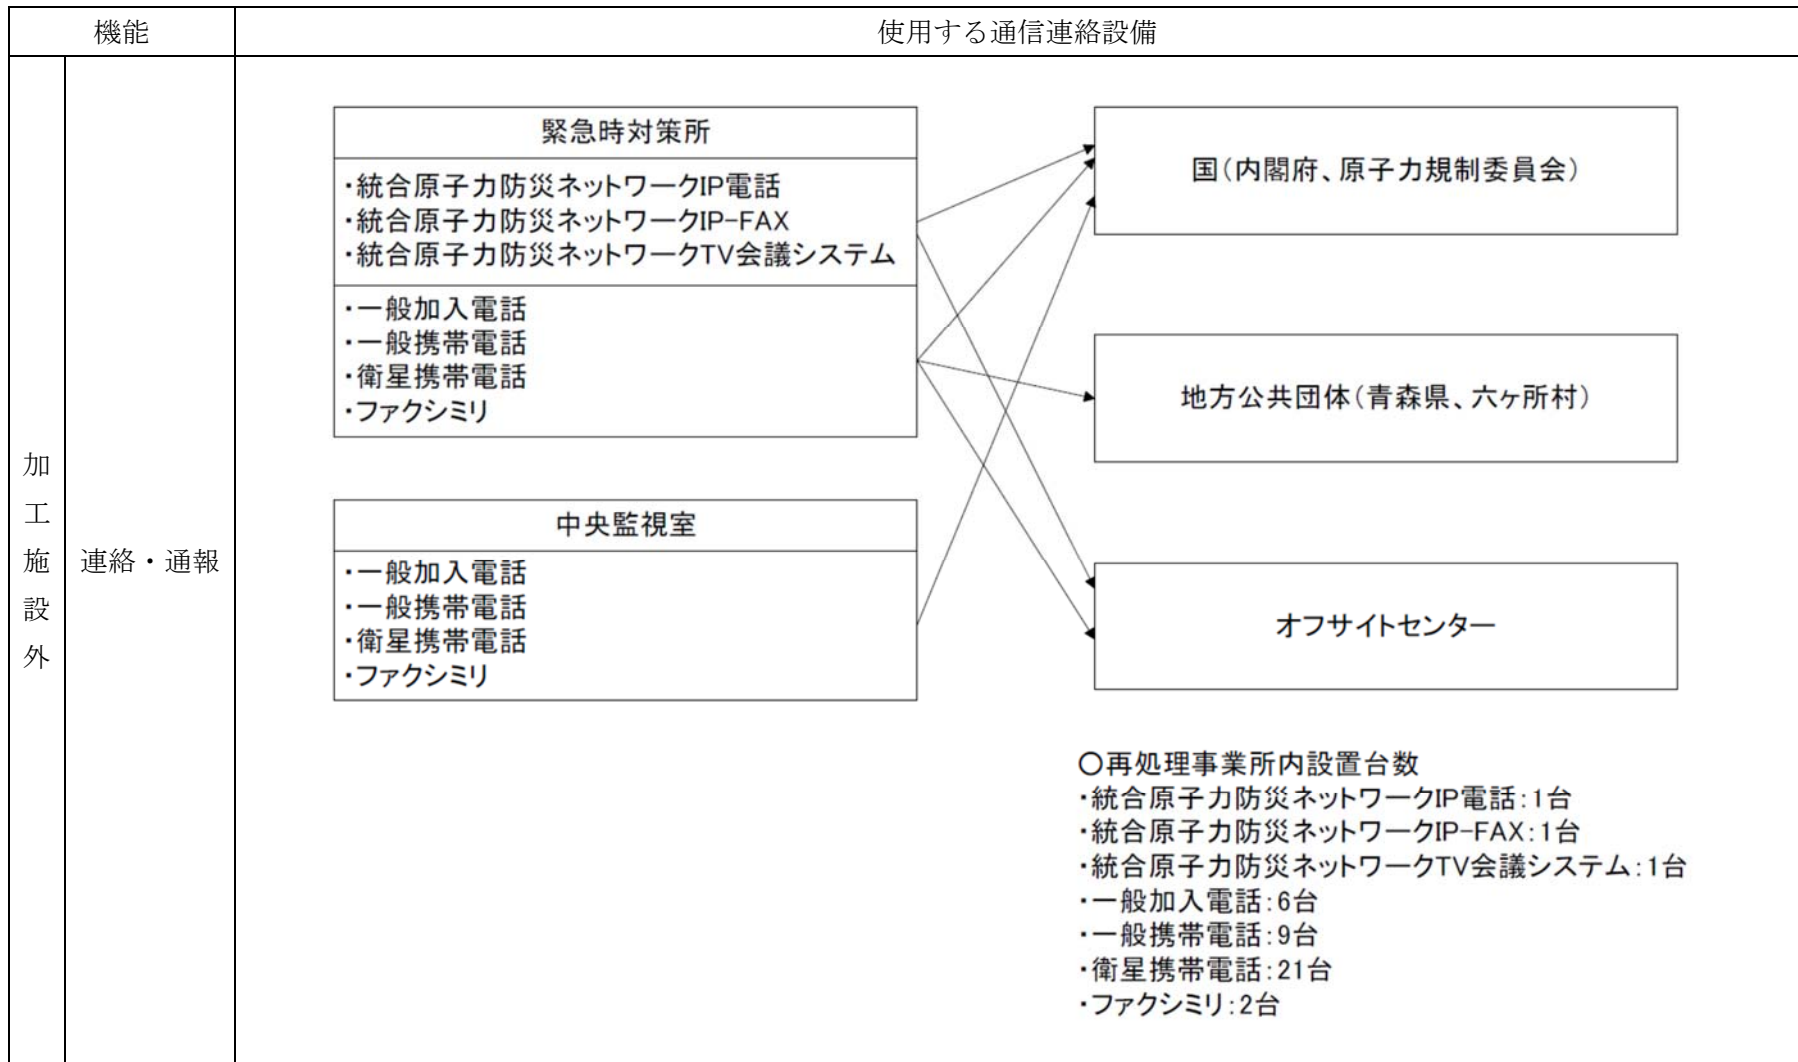 機能
使用する通信連絡設備
加
工
施
設
外
連絡・通報
緊急時対策所
・統合原子力防災ネットワークIP電話
・統合原子力防災ネットワークIP-FAX
・統合原子力防災ネットワークTV会議システム
・一般加入電話
・一般携帯電話
・衛星携帯電話
・ファクシミリ
中央監視室
・一般加入電話
・一般携帯電話
・衛星携帯電話
・ファクシミリ
国(内閣府、原子力規制委員会)
地方公共団体(青森県、六ヶ所村)
オフサイトセンター
○再処理事業所内設置台数
・統合原子力防災ネットワークIP電話:1台
・統合原子力防災ネットワークIP-FAX:1台
・統合原子力防災ネットワークTV会議システム:1台
・一般加入電話:6台
・一般携帯電話:9台
・衛星携帯電話:21台
・ファクシミリ:2台